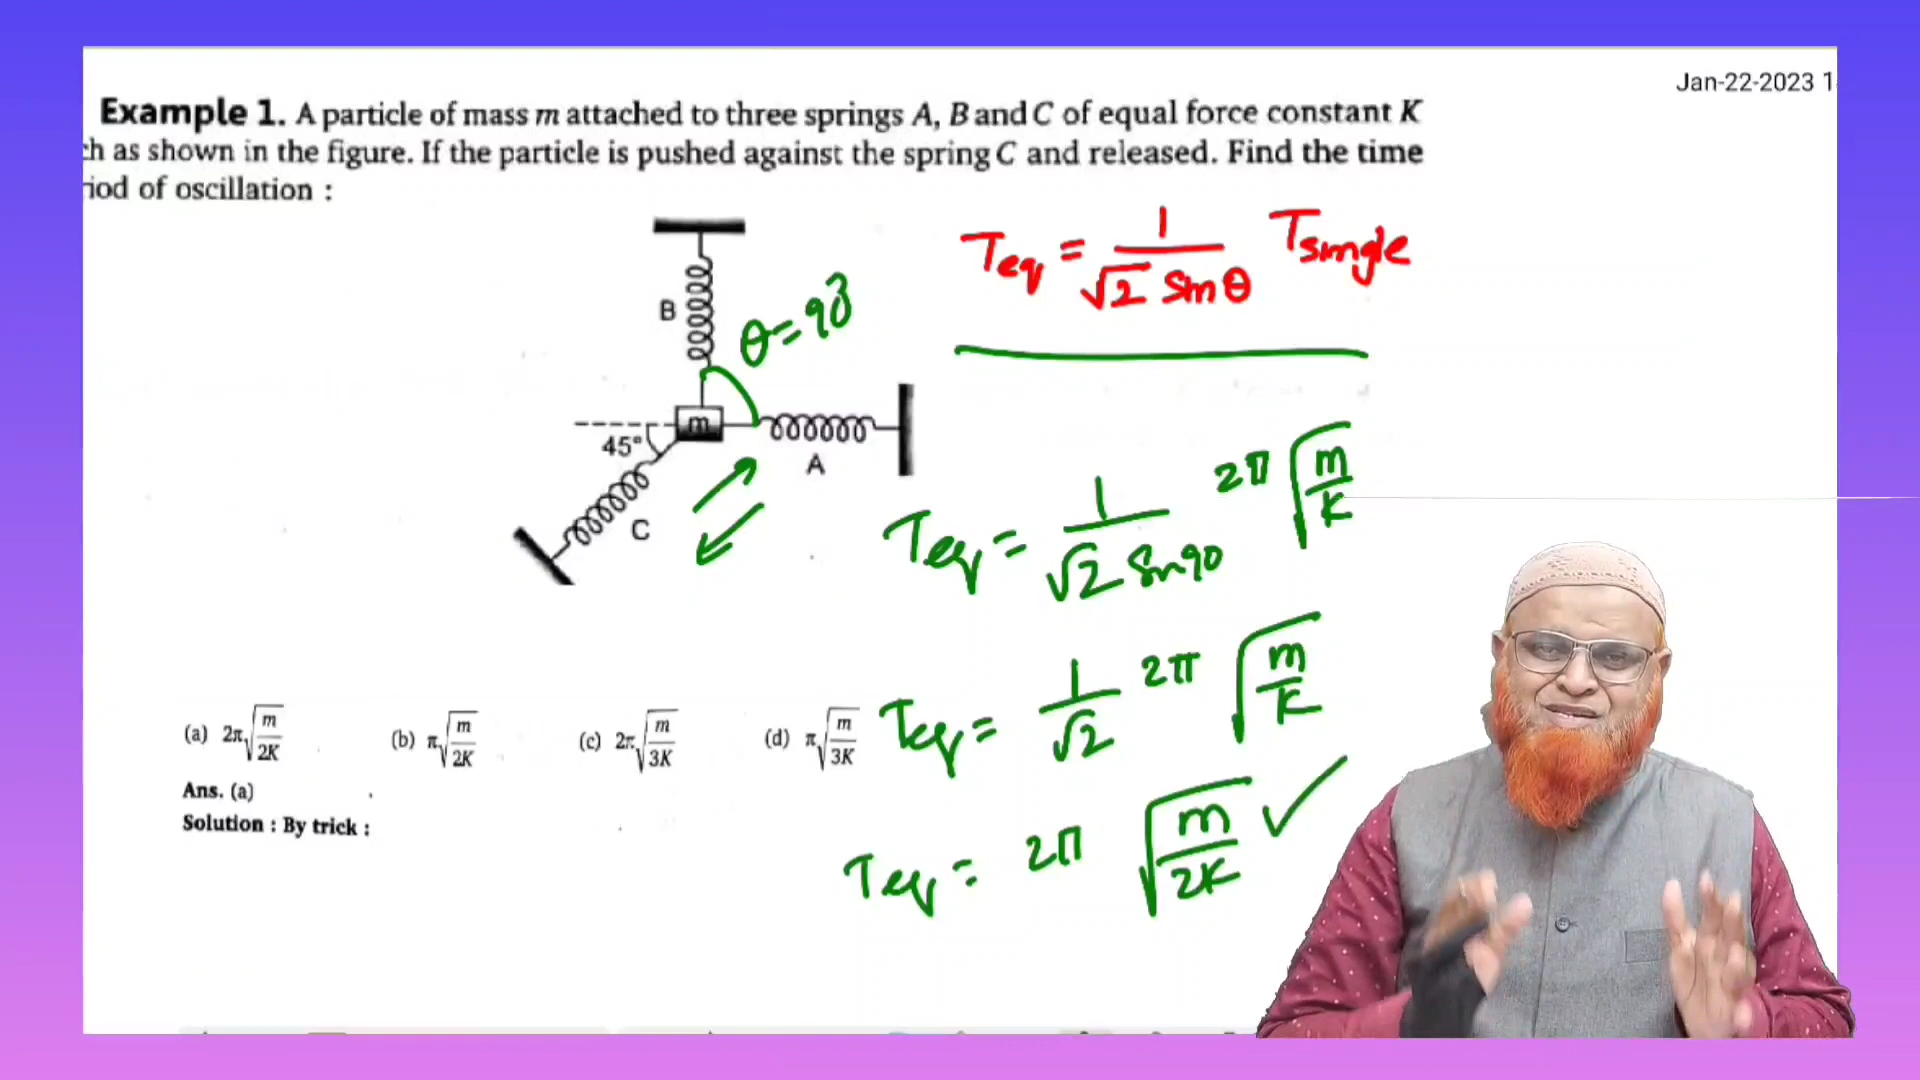 Jan-22-2023 1
Example 1. A particle of mass m attached to three springs A, B and C of equal force constant K
ch as shown in the figure. If the particle is pushed against the spring C and released. Find the time
riod of oscillation :
Teq = 1/√2 Sinθ Tsingle
B
θ=90°
m
45°
A
C
Teq = 1/√2 Sin90 2π √m/K
Teq = 1/√2 2π √m/K
(a) 2π√m/2K (b) π√m/2K (c) 2π√m/3K (d) π√m/3K
Ans. (a)
Solution : By trick :
Teq = 2π √m/2K ✓